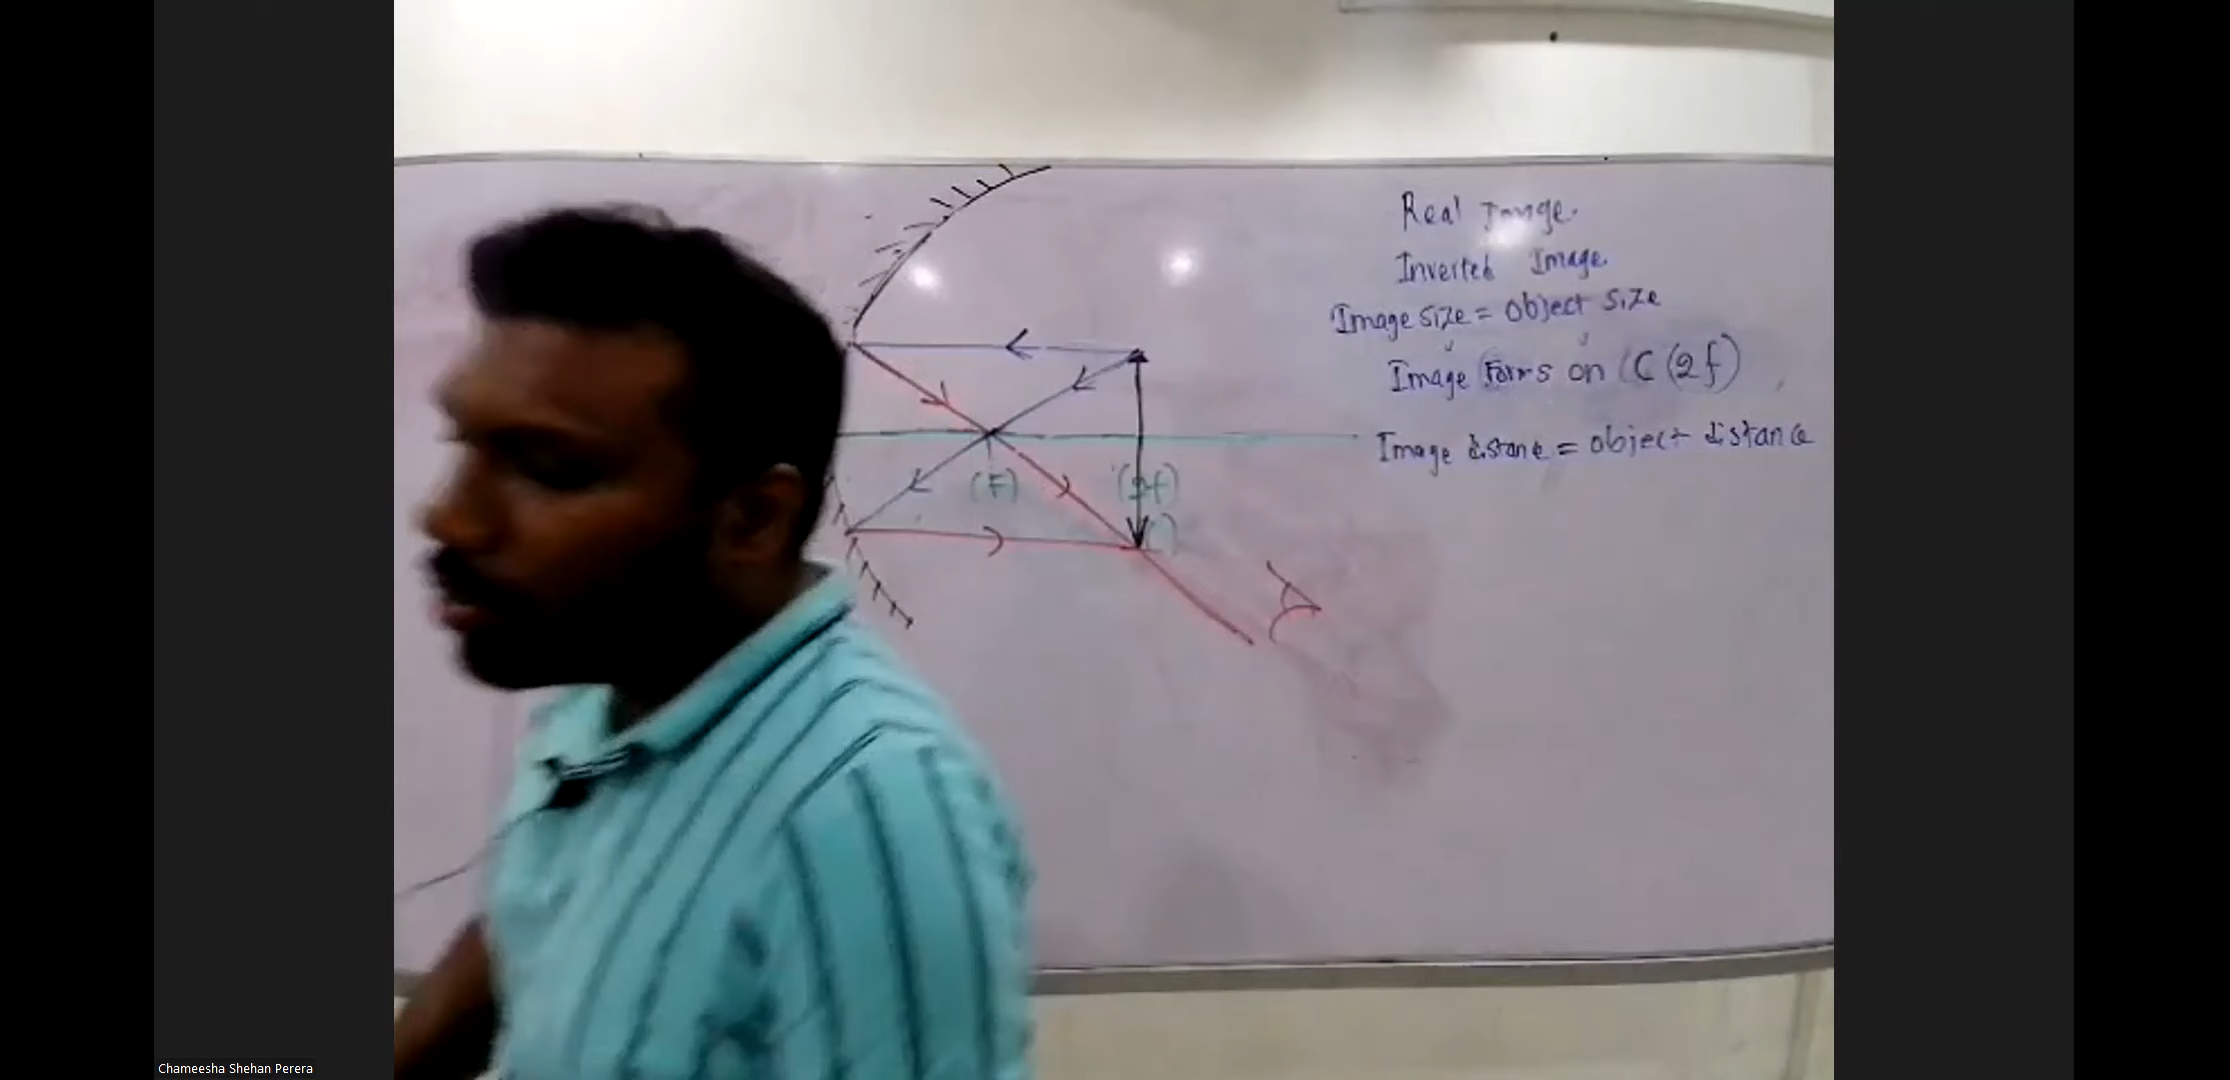 Real Image.
Inverted Image.
Image size = object size
Image Forms on C (2f)
Image distance = object distance
(F)
(2f)
Chameesha Shehan Perera